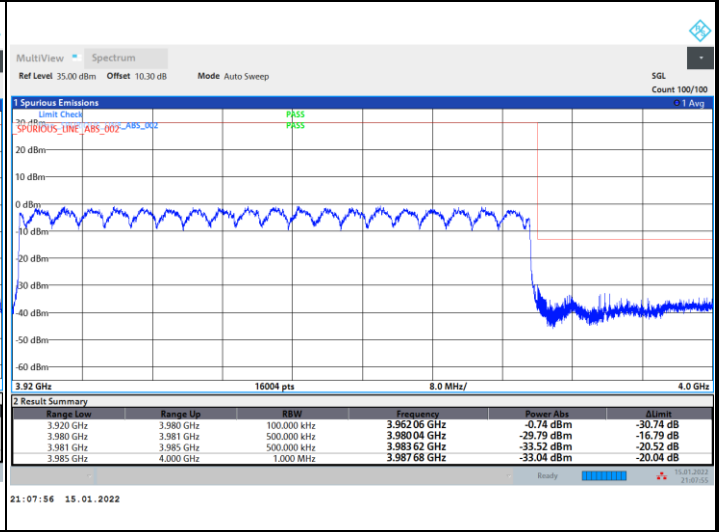 MultiView Spectrum
Ref Level 35.00 dBm Offset 10.30 dB Mode Auto Sweep SGL
Count 100/100
1 Spurious Emissions 1 Avg
Limit Check PASS
_SPURIOUS_LINE_ABS_002 PASS
20 dBm
10 dBm
0 dBm
-10 dBm
-20 dBm
-30 dBm
-40 dBm
-50 dBm
-60 dBm
3.92 GHz 16004 pts 8.0 MHz/ 4.0 GHz
2 Result Summary
Range Low Range Up RBW Frequency Power Abs ΔLimit
3.920 GHz 3.980 GHz 100.000 kHz 3.962 06 GHz -0.74 dBm -30.74 dB
3.980 GHz 3.981 GHz 500.000 kHz 3.980 04 GHz -29.79 dBm -16.79 dB
3.981 GHz 3.985 GHz 500.000 kHz 3.983 62 GHz -33.52 dBm -20.52 dB
3.985 GHz 4.000 GHz 1.000 MHz 3.987 68 GHz -33.04 dBm -20.04 dB
Ready 15.01.2022
21:07:55
21:07:56 15.01.2022